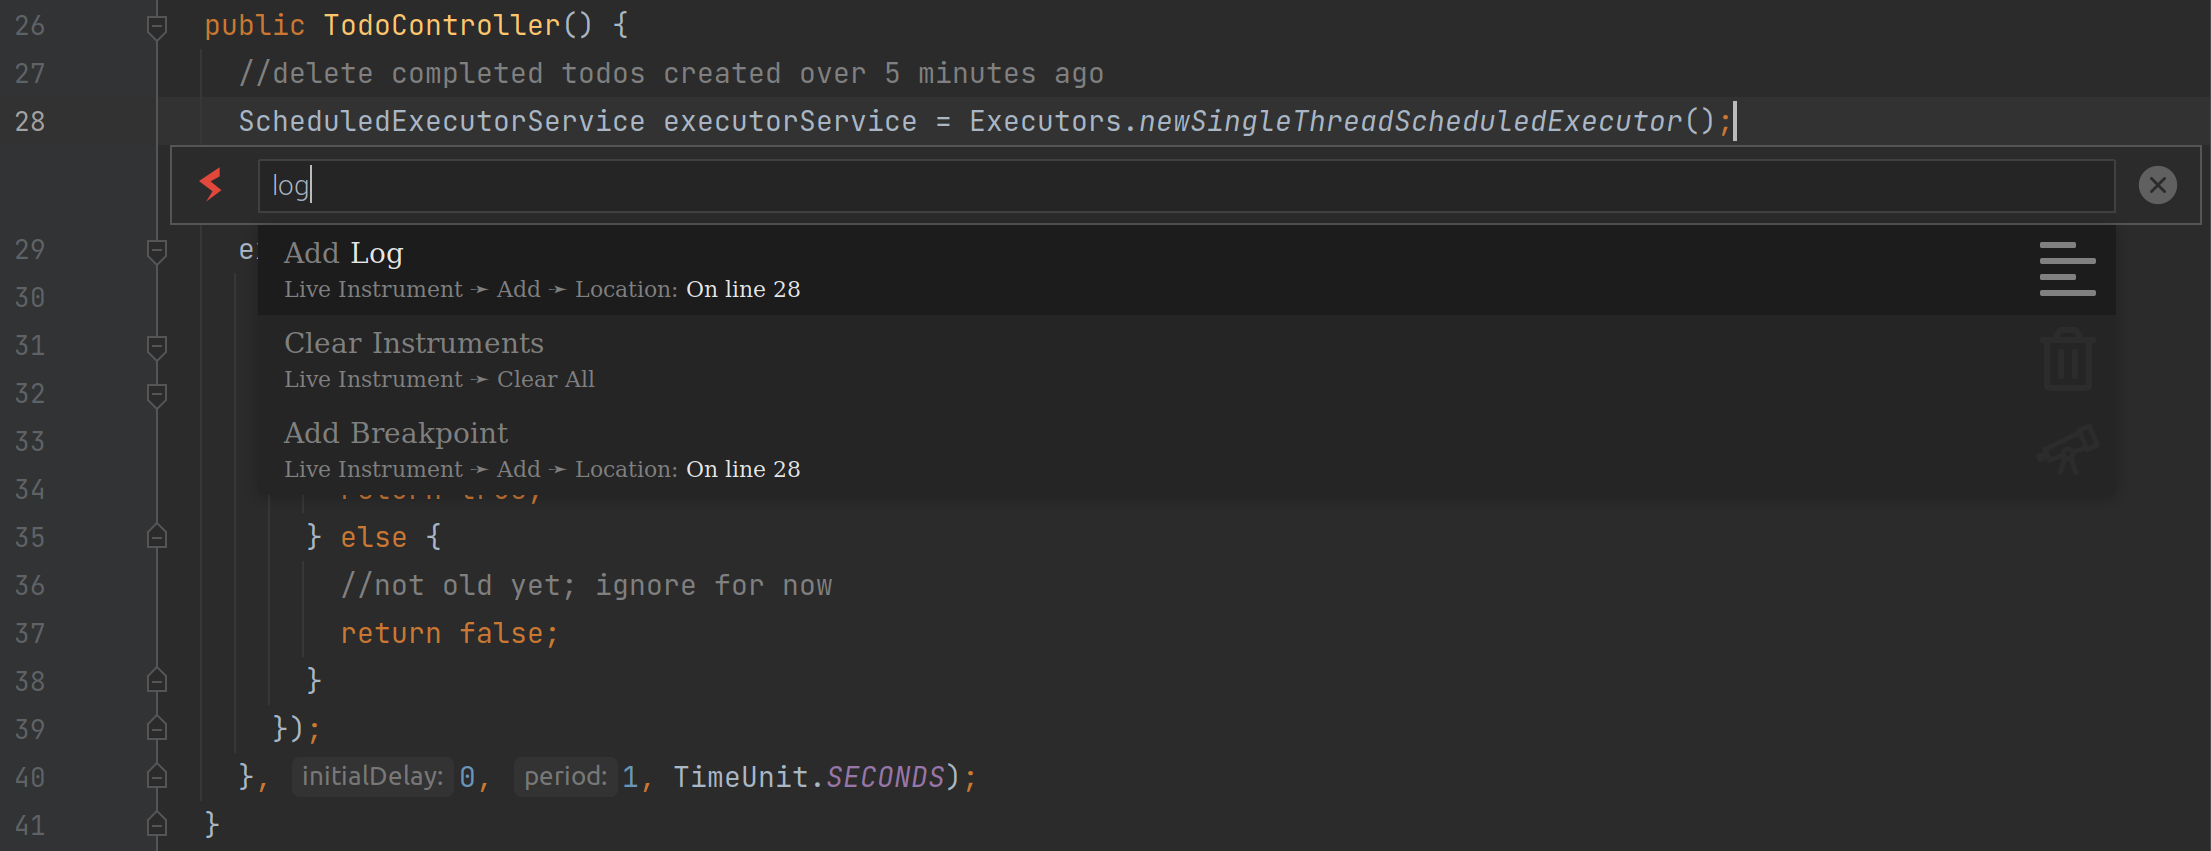 26 public TodoController() {
27 //delete completed todos created over 5 minutes ago
28 ScheduledExecutorService executorService = Executors.newSingleThreadScheduledExecutor();
log
29
Add Log
Live Instrument ➛ Add ➛ Location: On line 28
30
31 Clear Instruments
Live Instrument ➛ Clear All
32
33 Add Breakpoint
Live Instrument ➛ Add ➛ Location: On line 28
34 return true;
35 } else {
36 //not old yet; ignore for now
37 return false;
38 }
39 });
40 }, initialDelay: 0, period: 1, TimeUnit.SECONDS);
41 }